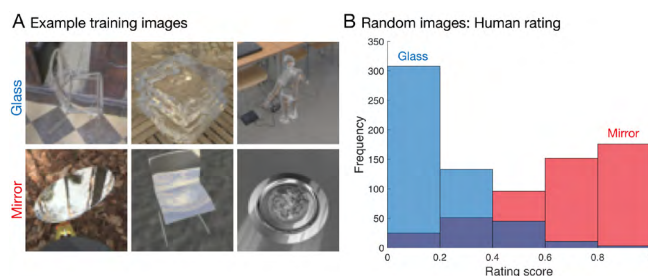 A Example training images
Glass
Mirror
B Random images: Human rating
Frequency
350
300
250
200
150
100
50
0
Glass
Mirror
0 0.2 0.4 0.6 0.8
Rating score